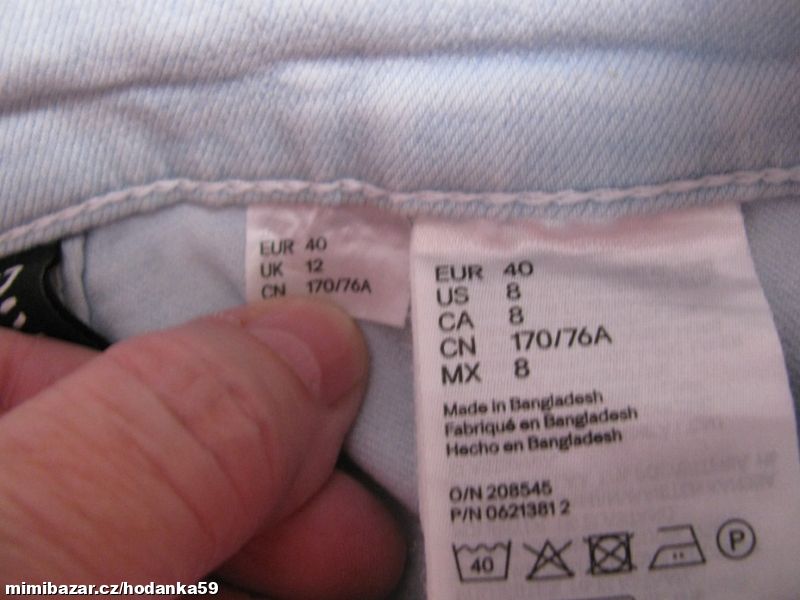 EUR 40
UK 12
CN 170/76A
EUR 40
US 8
CA 8
CN 170/76A
MX 8
Made in Bangladesh
Fabriqué en Bangladesh
Hecho en Bangladesh
O/N 208545
P/N 0621381 2
40
P
mimibazar.cz/hodanka59